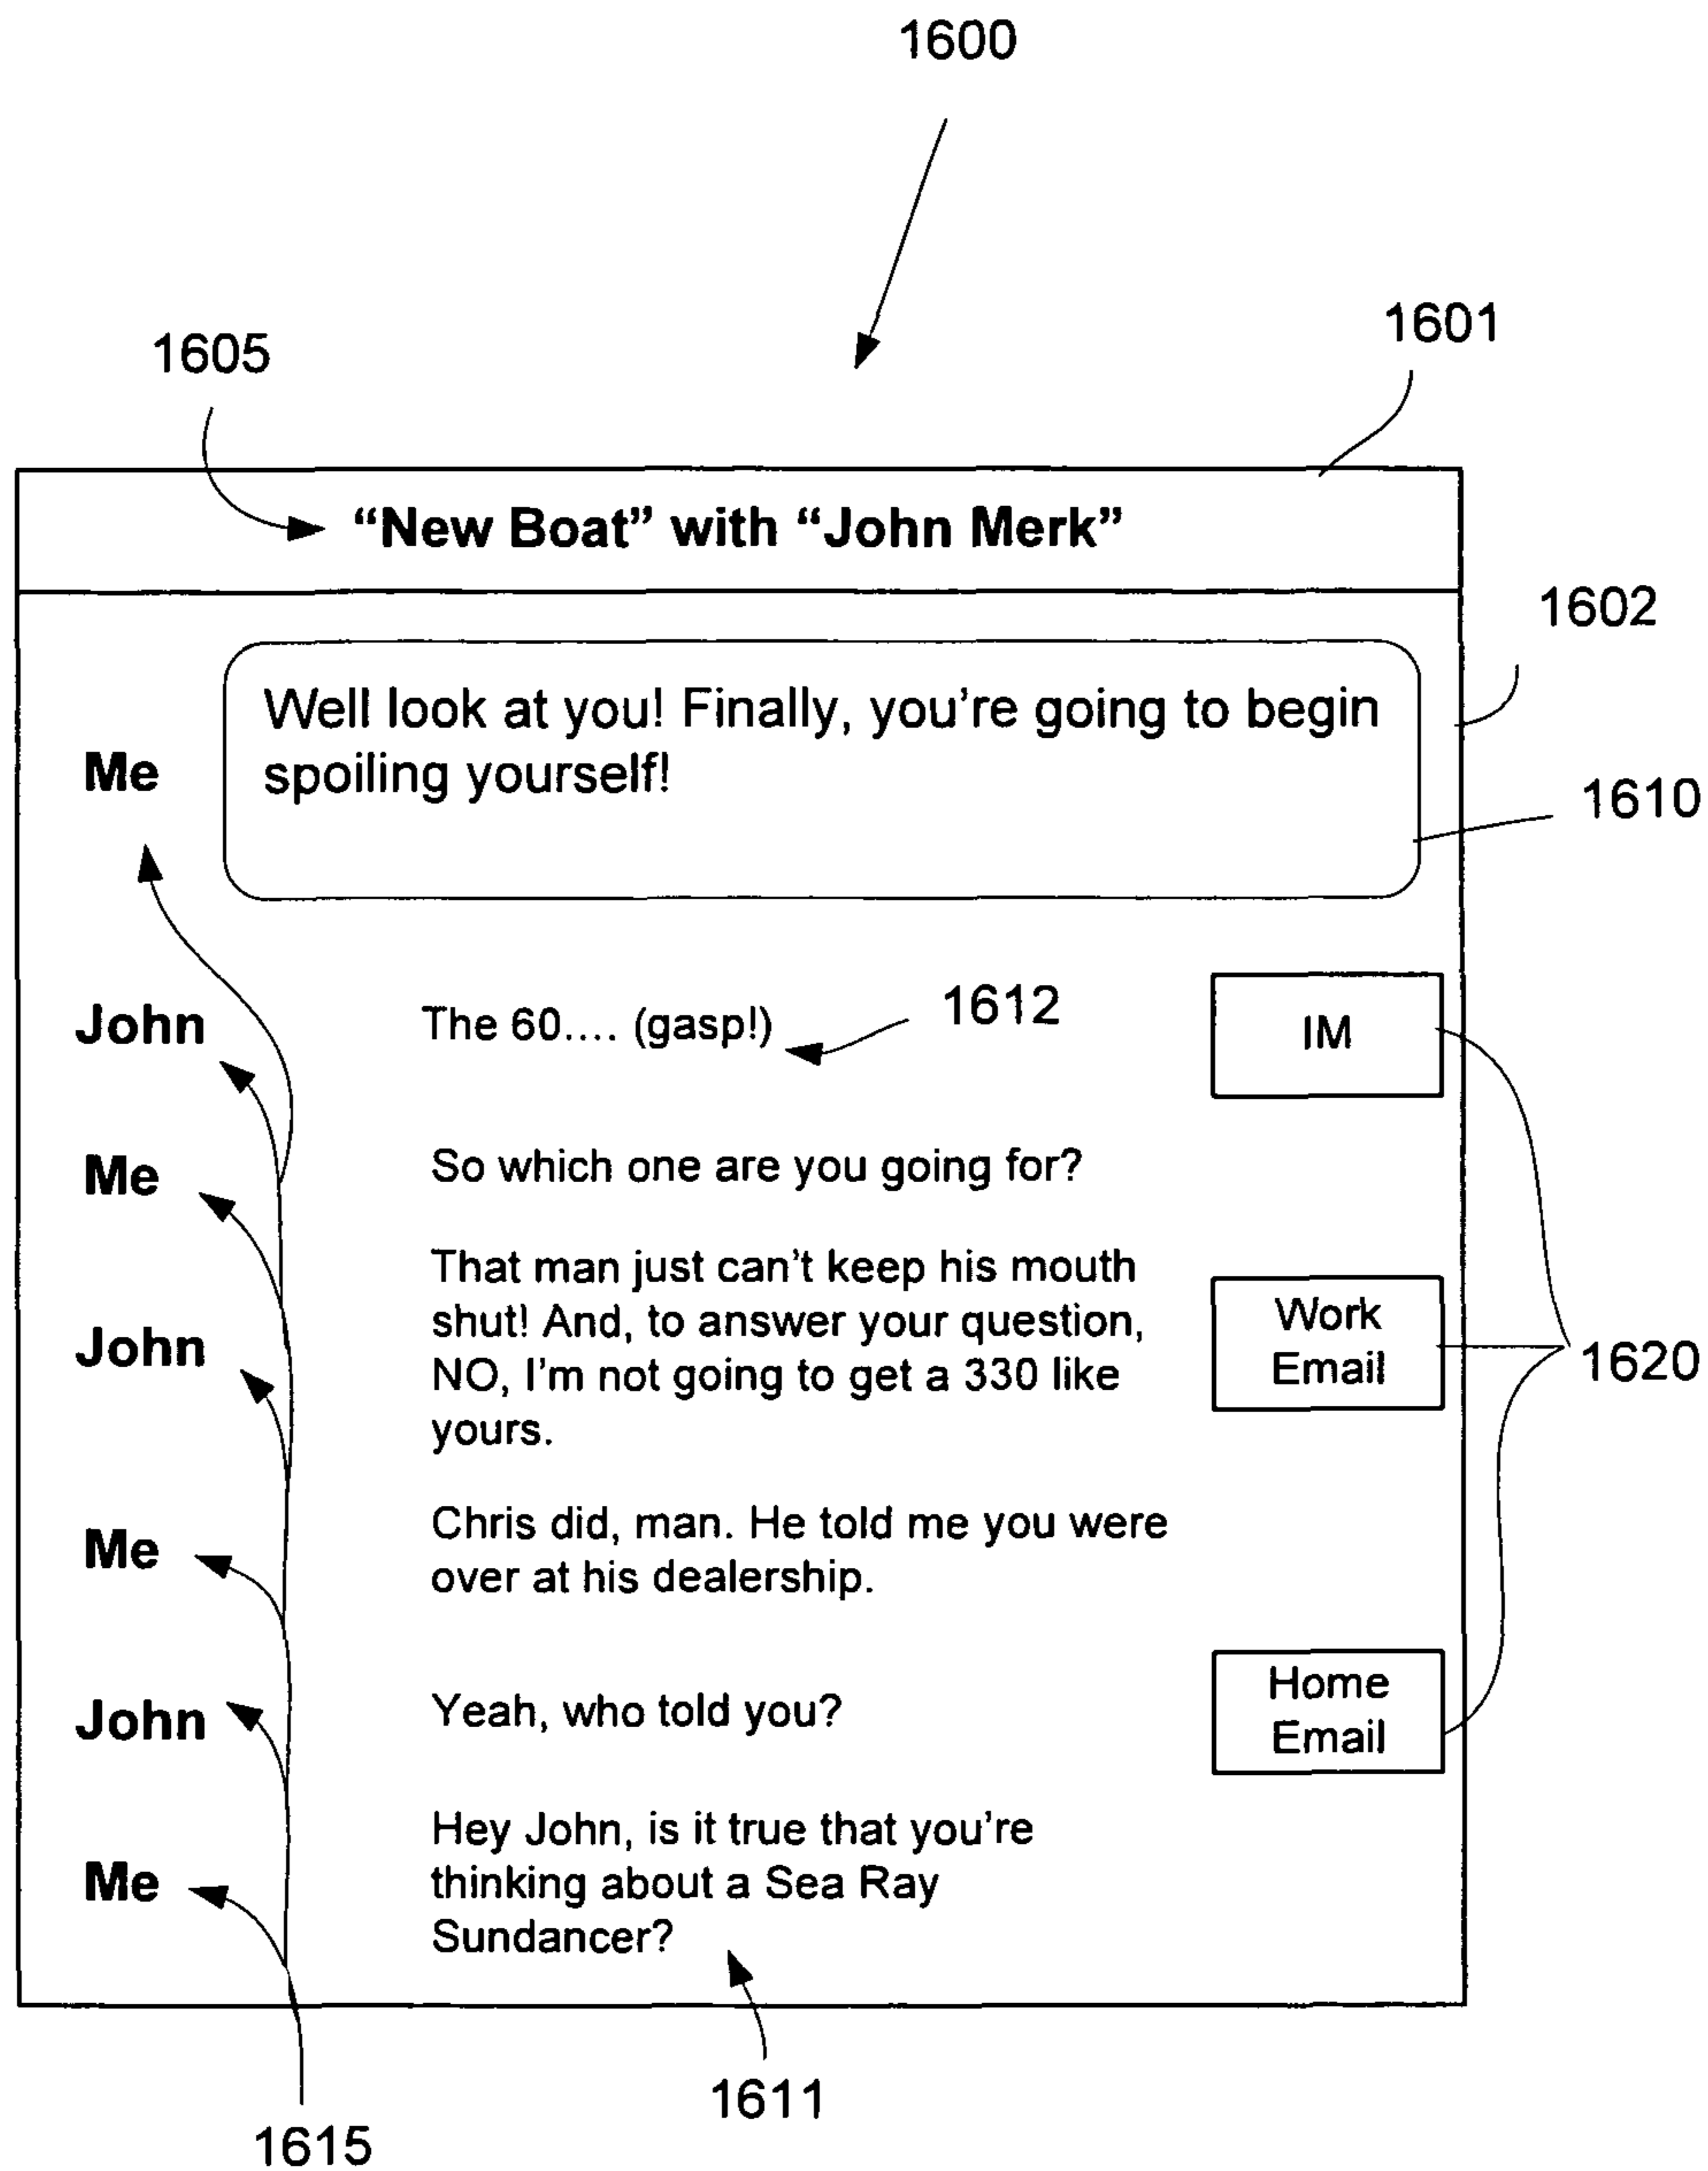 1600
1601
1605
“New Boat” with “John Merk”
1602
Well look at you! Finally, you’re going to begin
spoiling yourself!
Me
1610
John
The 60.... (gasp!)
1612
IM
Me
So which one are you going for?
John
That man just can’t keep his mouth
shut! And, to answer your question,
NO, I’m not going to get a 330 like
yours.
Work
Email
1620
Me
Chris did, man. He told me you were
over at his dealership.
John
Yeah, who told you?
Home
Email
Me
Hey John, is it true that you’re
thinking about a Sea Ray
Sundancer?
1611
1615